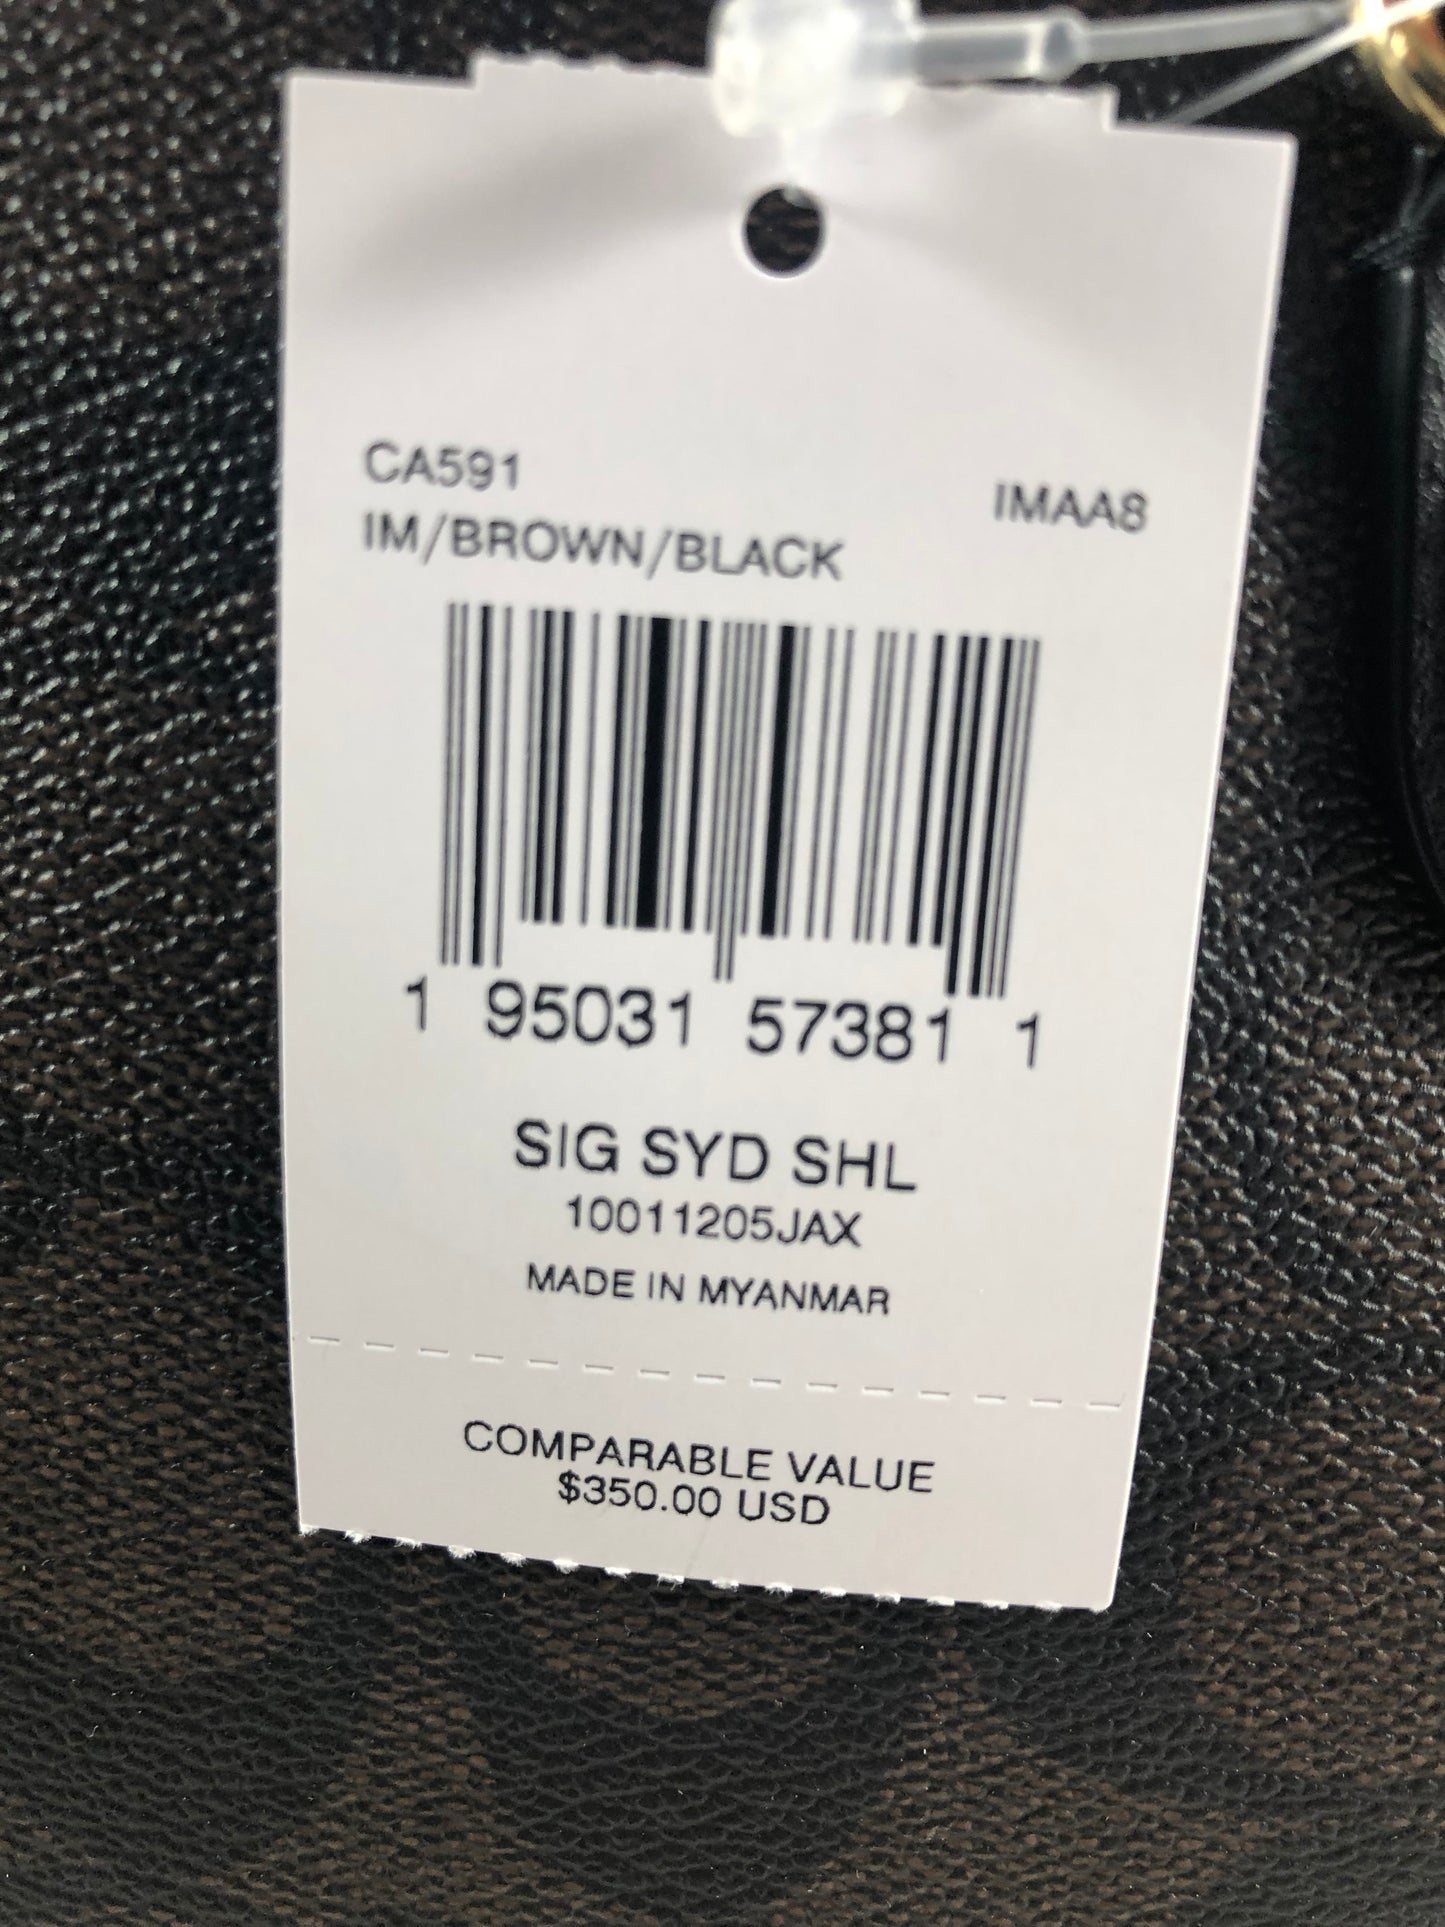 CA591
IMAA8
IM/BROWN/BLACK
1 95031 57381 1
SIG SYD SHL
10011205JAX
MADE IN MYANMAR
COMPARABLE VALUE
$350.00 USD